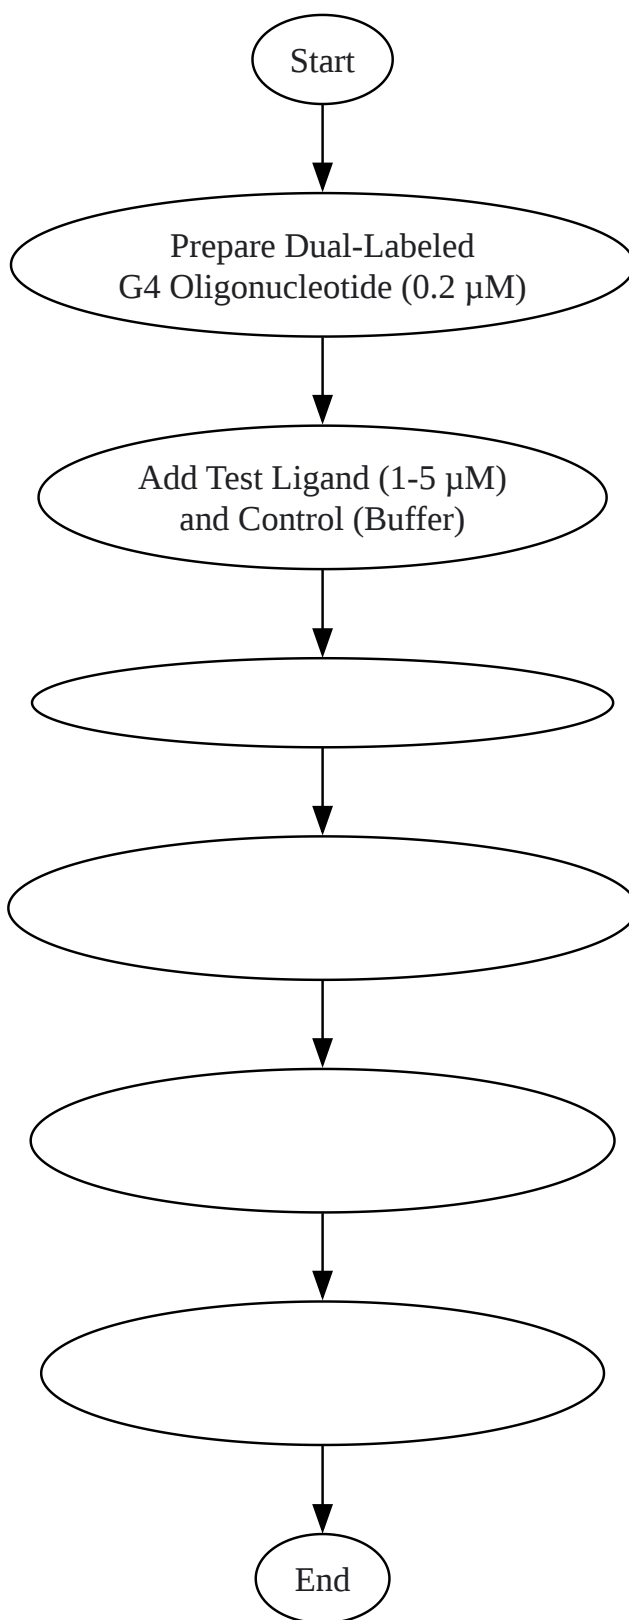 Start
Prepare Dual-Labeled
G4 Oligonucleotide (0.2 µM)
Add Test Ligand (1-5 µM)
and Control (Buffer)
End